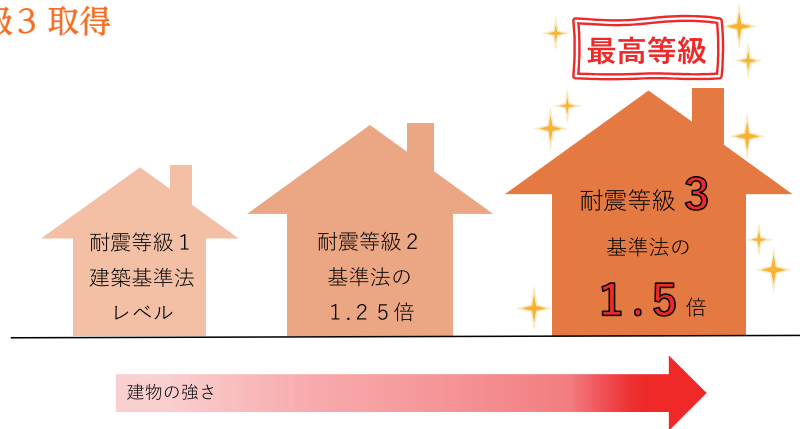 級3 取得
最高等級
耐震等級1
建築基準法
レベル
耐震等級2
基準法の
1.25倍
耐震等級 3
基準法の
1.5 倍
建物の強さ